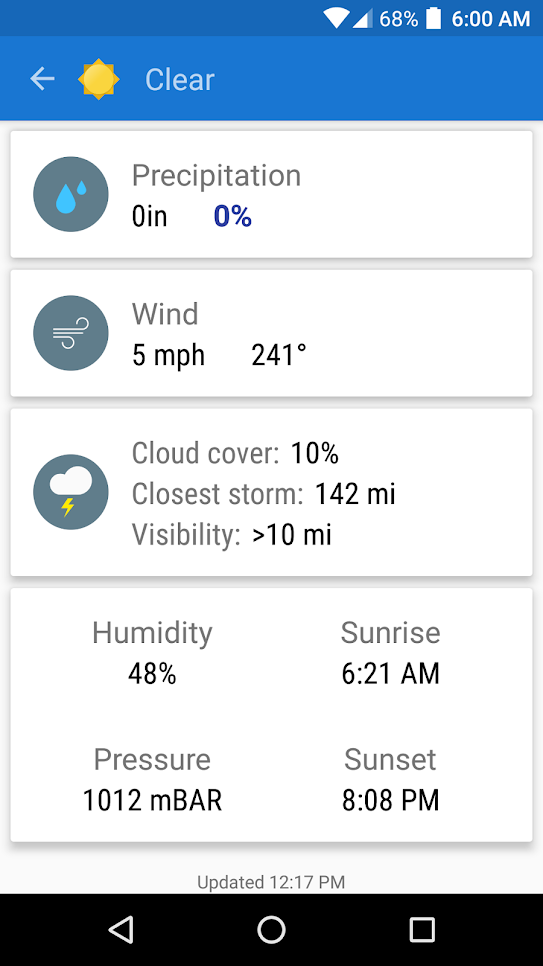 68% 6:00 AM
Clear
Precipitation
0in 0%
Wind
5 mph 241°
Cloud cover: 10%
Closest storm: 142 mi
Visibility: >10 mi
Humidity Sunrise
48% 6:21 AM
Pressure Sunset
1012 mBAR 8:08 PM
Updated 12:17 PM